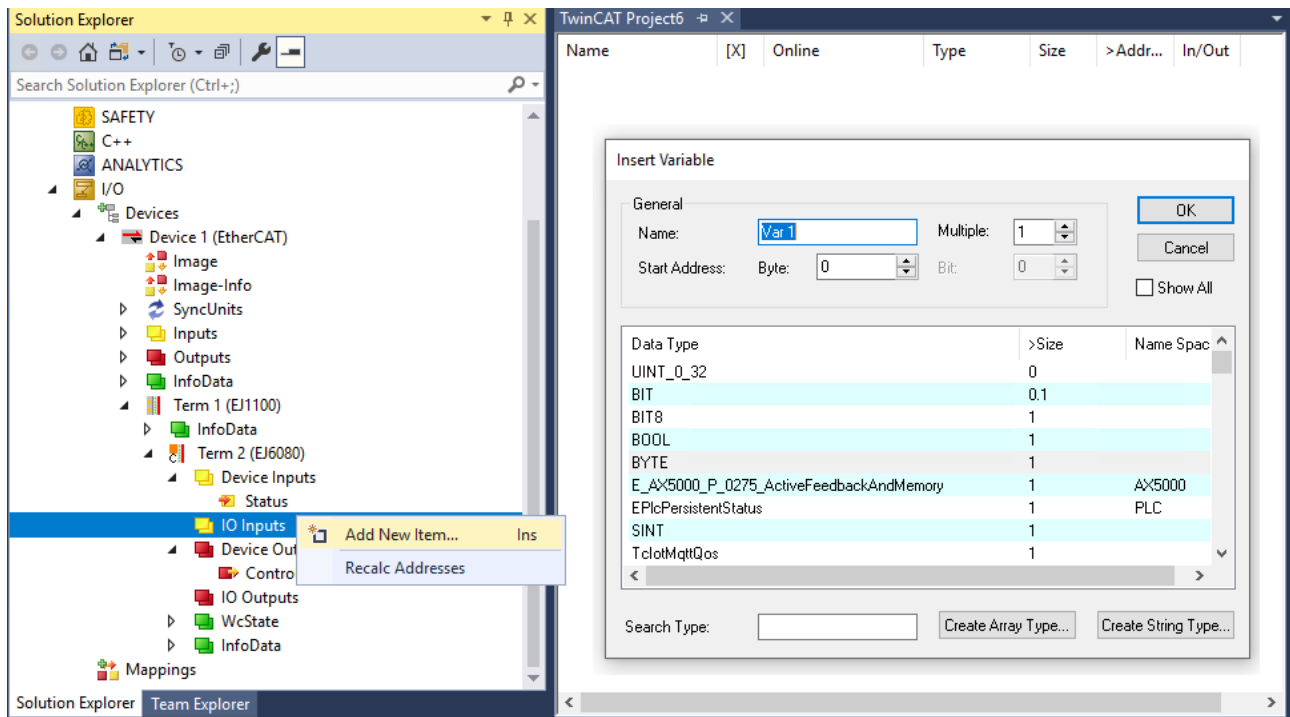 Solution Explorer
Search Solution Explorer (Ctrl+;)
SAFETY
C++
ANALYTICS
I/O
Devices
Device 1 (EtherCAT)
Image
Image-Info
SyncUnits
Inputs
Outputs
InfoData
Term 1 (EJ1100)
InfoData
Term 2 (EJ6080)
Device Inputs
Status
IO Inputs
Device Out
Contro
IO Outputs
WcState
InfoData
Mappings
Solution Explorer Team Explorer
Add New Item... Ins
Recalc Addresses
TwinCAT Project6
Name [X] Online Type Size >Addr... In/Out
Insert Variable
General
Name: Var 1 Multiple: 1
Start Address: Byte: 0 Bit: 0
OK
Cancel
Show All
Data Type >Size Name Spac
UINT_0_32 0
BIT 0.1
BIT8 1
BOOL 1
BYTE 1
E_AX5000_P_0275_ActiveFeedbackAndMemory 1 AX5000
EPlcPersistentStatus 1 PLC
SINT 1
TcIotMqttQos 1
Search Type: Create Array Type... Create String Type...